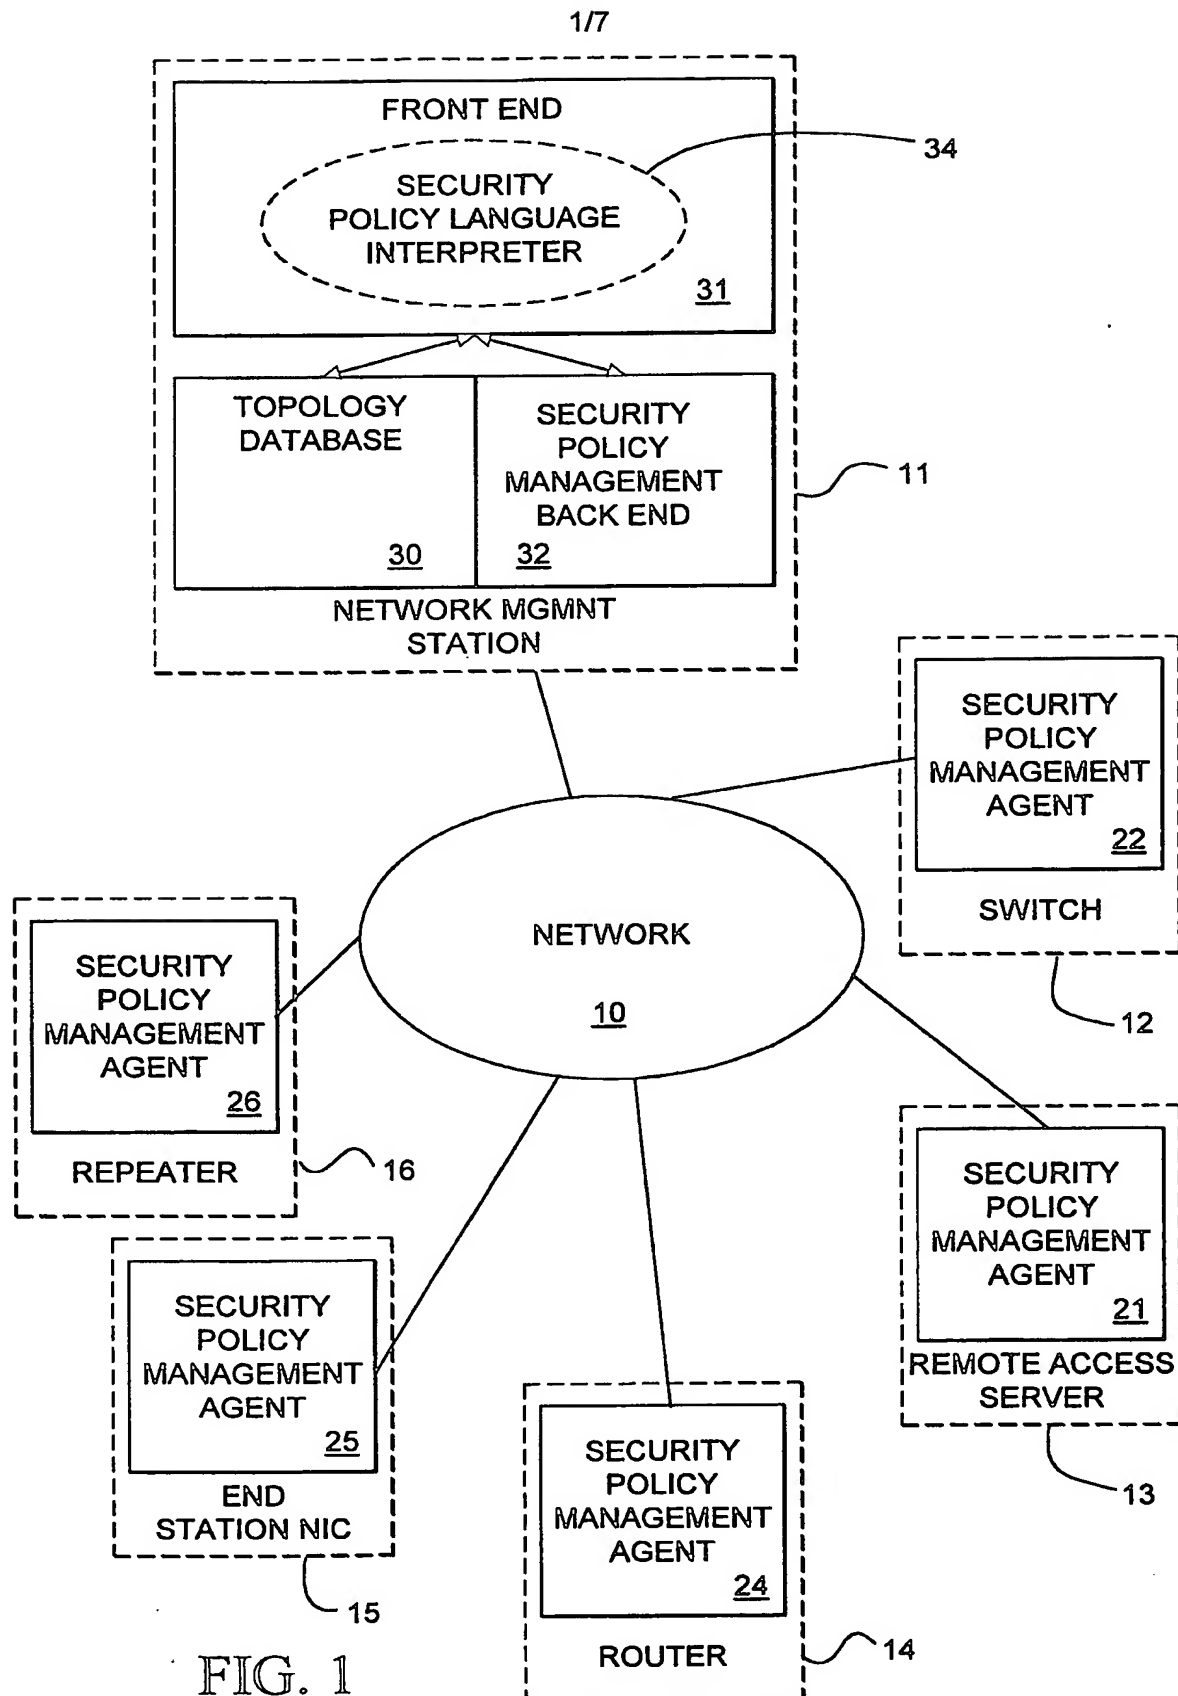 1/7
FRONT END
34
SECURITY
POLICY LANGUAGE
INTERPRETER
31
TOPOLOGY
DATABASE
30
SECURITY
POLICY
MANAGEMENT
BACK END
32
11
NETWORK MGMNT
STATION
SECURITY
POLICY
MANAGEMENT
AGENT
22
SWITCH
12
NETWORK
10
SECURITY
POLICY
MANAGEMENT
AGENT
26
REPEATER
16
SECURITY
POLICY
MANAGEMENT
AGENT
21
REMOTE ACCESS
SERVER
13
SECURITY
POLICY
MANAGEMENT
AGENT
25
END
STATION NIC
15
SECURITY
POLICY
MANAGEMENT
AGENT
24
ROUTER
14
FIG. 1